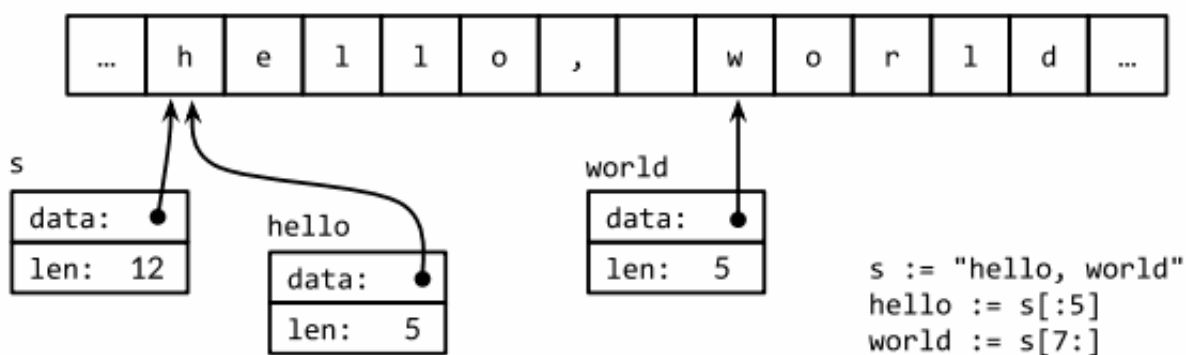 … h e l l o , w o r l d …
s
data:
len: 12
hello
data:
len: 5
world
data:
len: 5
s := "hello, world"
hello := s[:5]
world := s[7:]